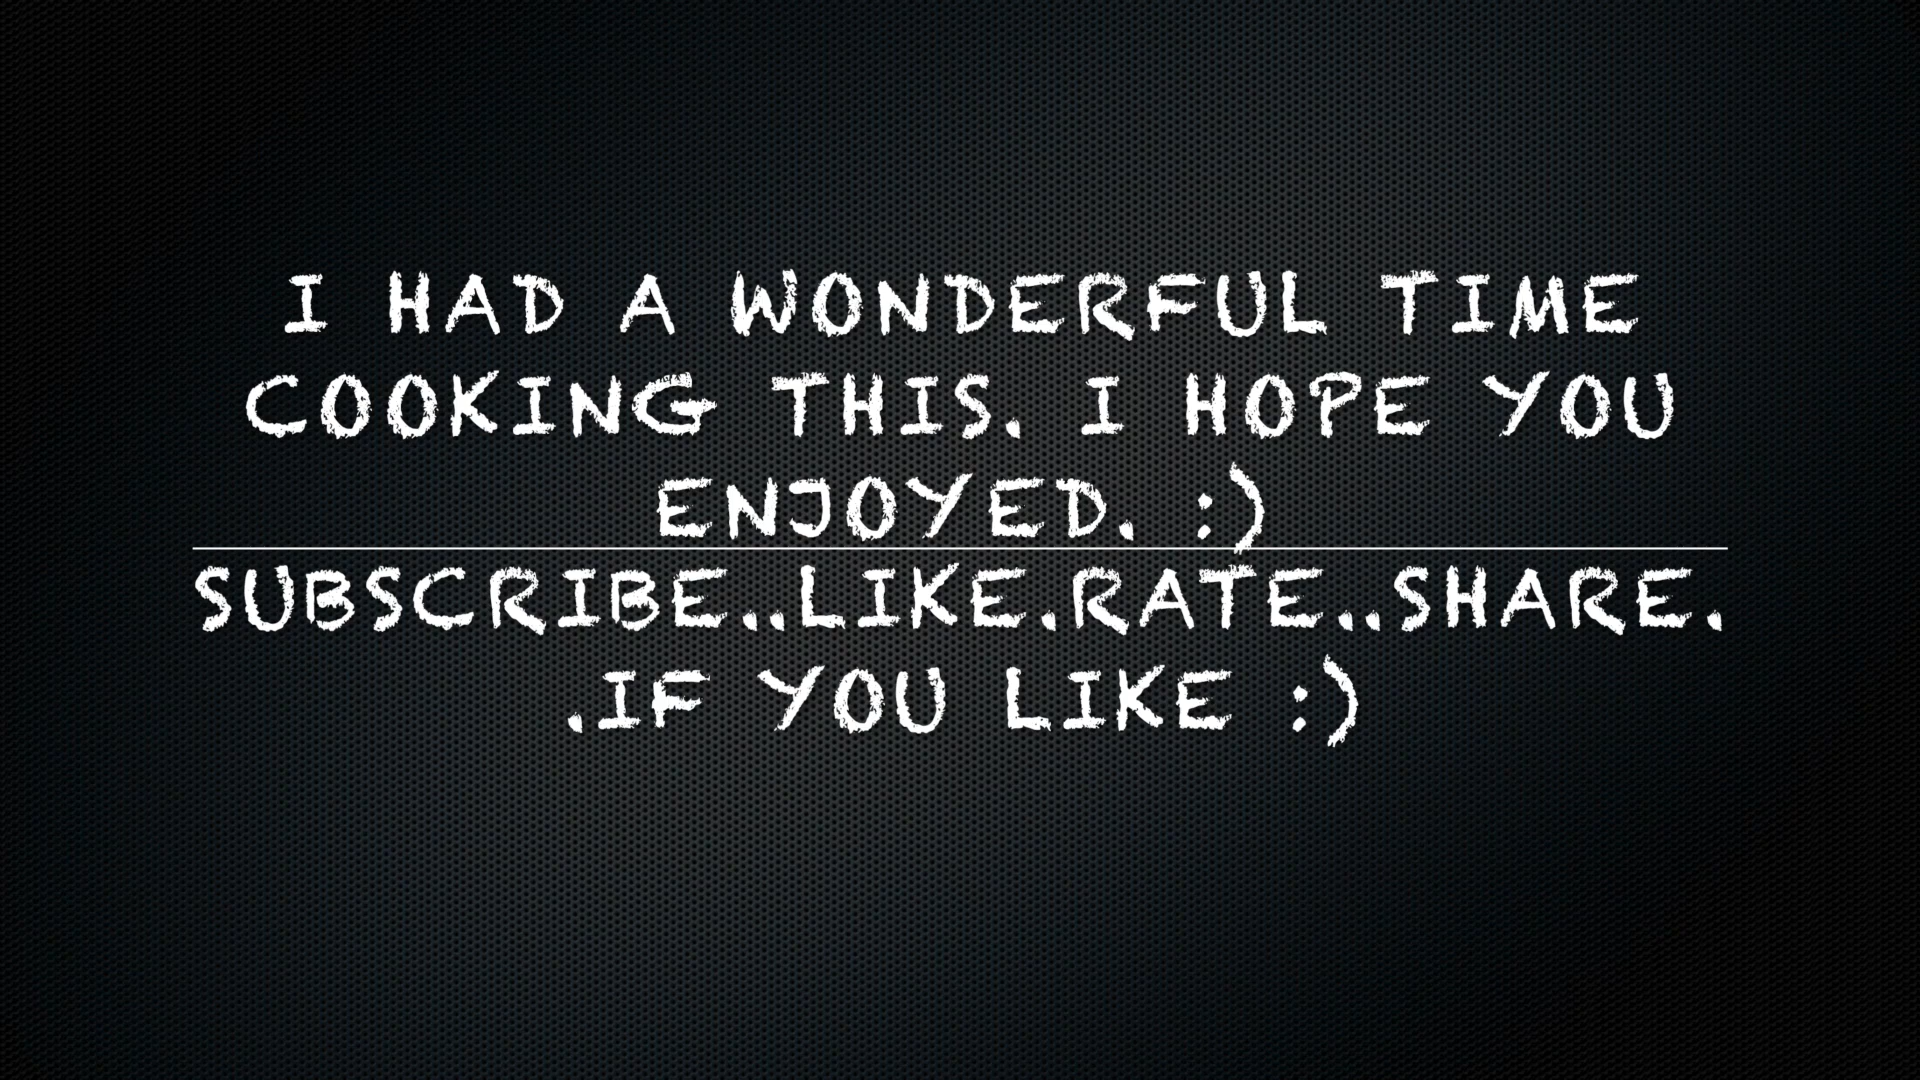 I HAD A WONDERFUL TIME
COOKING THIS. I HOPE YOU
ENJOYED. :)
SUBSCRIBE..LIKE.RATE..SHARE.
.IF YOU LIKE :)